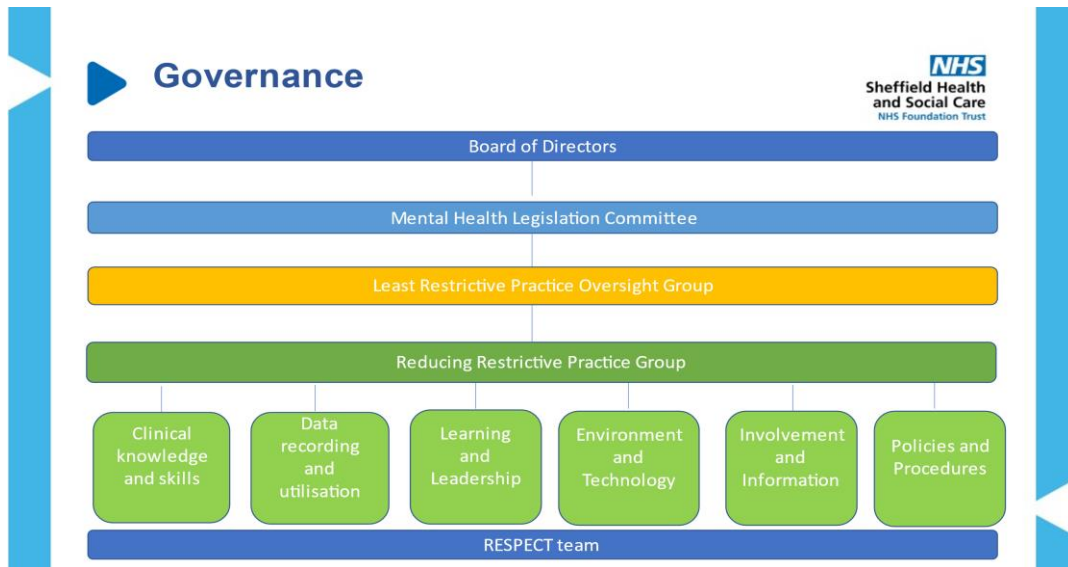 Governance
NHS
Sheffield Health
and Social Care
NHS Foundation Trust
Board of Directors
Mental Health Legislation Committee
Least Restrictive Practice Oversight Group
Reducing Restrictive Practice Group
Clinical
knowledge
and skills
Data
recording
and
utilisation
Learning
and
Leadership
Environment
and
Technology
Involvement
and
Information
Policies and
Procedures
RESPECT team